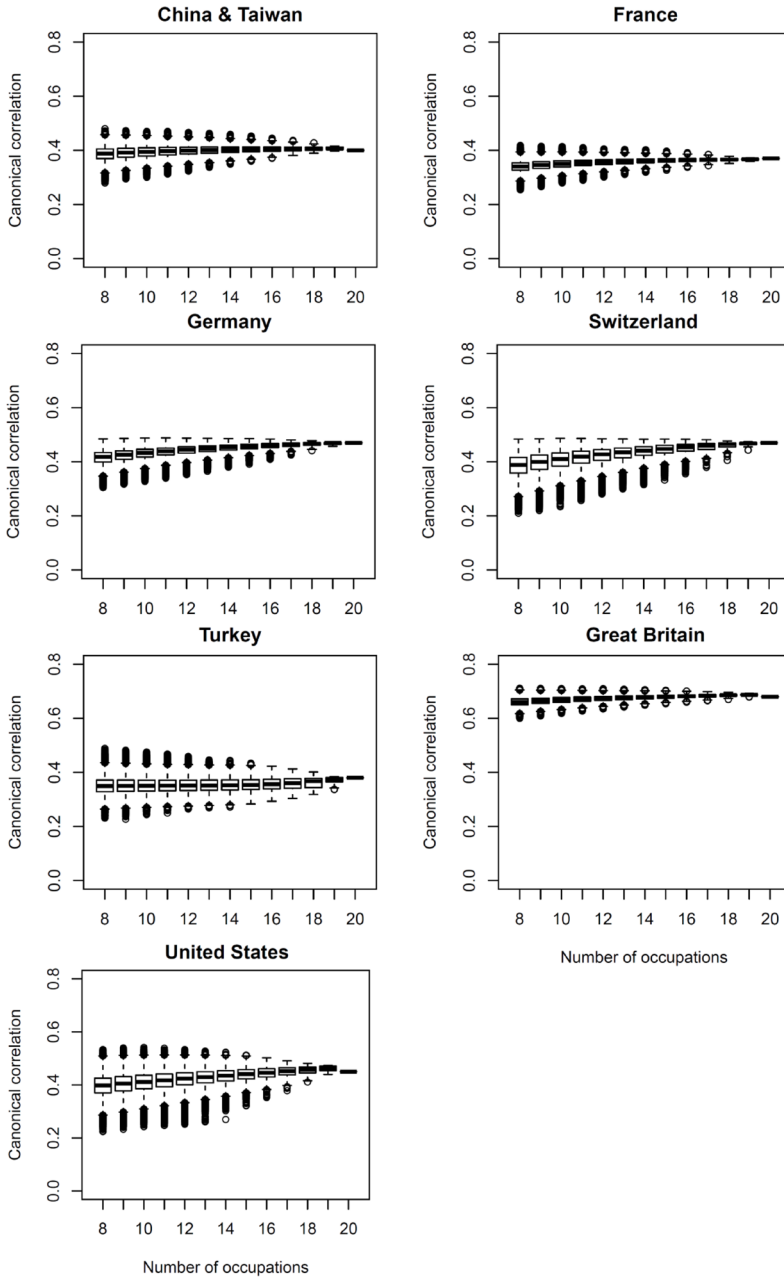 China & Taiwan
Canonical correlation
0.0 0.2 0.4 0.6 0.8
8 10 12 14 16 18 20
France
Canonical correlation
0.0 0.2 0.4 0.6 0.8
8 10 12 14 16 18 20
Germany
Canonical correlation
0.0 0.2 0.4 0.6 0.8
8 10 12 14 16 18 20
Switzerland
Canonical correlation
0.0 0.2 0.4 0.6 0.8
8 10 12 14 16 18 20
Turkey
Canonical correlation
0.0 0.2 0.4 0.6 0.8
8 10 12 14 16 18 20
Great Britain
Canonical correlation
0.0 0.2 0.4 0.6 0.8
8 10 12 14 16 18 20
Number of occupations
United States
Canonical correlation
0.0 0.2 0.4 0.6 0.8
8 10 12 14 16 18 20
Number of occupations